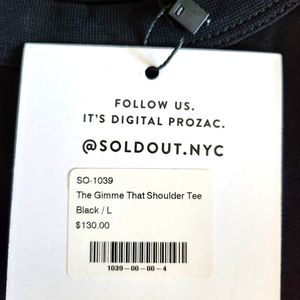 FOLLOW US.
IT'S DIGITAL PROZAC.
@SOLDOUT.NYC
SO-1039
The Gimme That Shoulder Tee
Black / L
$130.00
1039-00-00-4